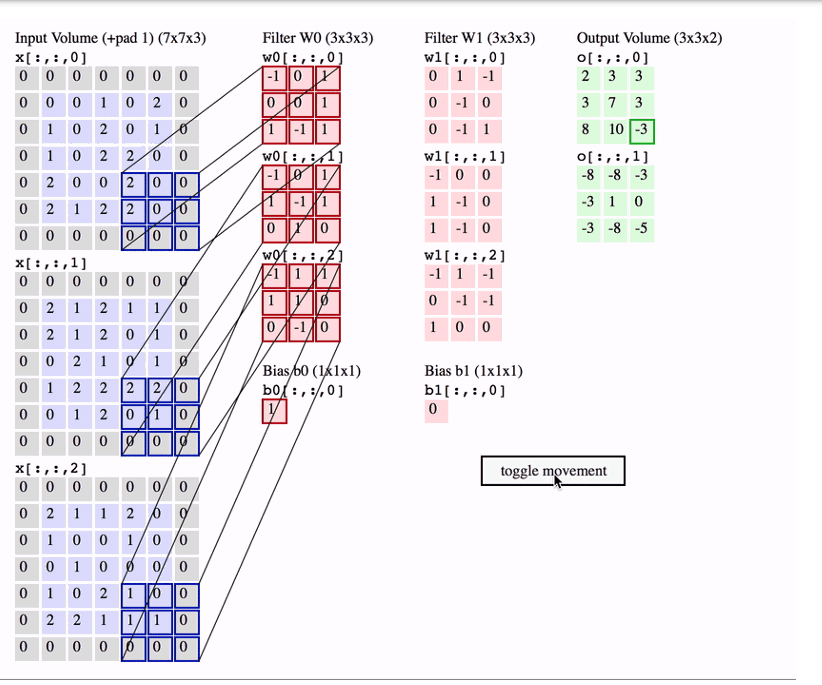 Input Volume (+pad 1) (7x7x3)
x[:,:,0]
0 0 0 0 0 0 0
0 0 0 1 0 2 0
0 1 0 2 0 1 0
0 1 0 2 2 0 0
0 2 0 0 2 0 0
0 2 1 2 2 0 0
0 0 0 0 0 0 0
x[:,:,1]
0 0 0 0 0 0 0
0 2 1 2 1 1 0
0 2 1 2 0 1 0
0 0 2 1 0 1 0
0 1 2 2 2 2 0
0 0 1 2 0 1 0
0 0 0 0 0 0 0
x[:,:,2]
0 0 0 0 0 0 0
0 2 1 1 2 0 0
0 1 0 0 1 0 0
0 0 1 0 0 0 0
0 1 0 2 1 0 0
0 2 2 1 1 1 0
0 0 0 0 0 0 0
Filter W0 (3x3x3)
w0[:,:,0]
-1 0 1
0 0 1
1 -1 1
w0[:,:,1]
-1 0 1
1 -1 1
0 1 0
w0[:,:,2]
-1 1 1
1 1 0
0 -1 0
Bias b0 (1x1x1)
b0[:,:,0]
1
Filter W1 (3x3x3)
w1[:,:,0]
0 1 -1
0 -1 0
0 -1 1
w1[:,:,1]
-1 0 0
1 -1 0
1 -1 0
w1[:,:,2]
-1 1 -1
0 -1 -1
1 0 0
Bias b1 (1x1x1)
b1[:,:,0]
0
Output Volume (3x3x2)
o[:,:,0]
2 3 3
3 7 3
8 10 -3
o[:,:,1]
-8 -8 -3
-3 1 0
-3 -8 -5
toggle movement